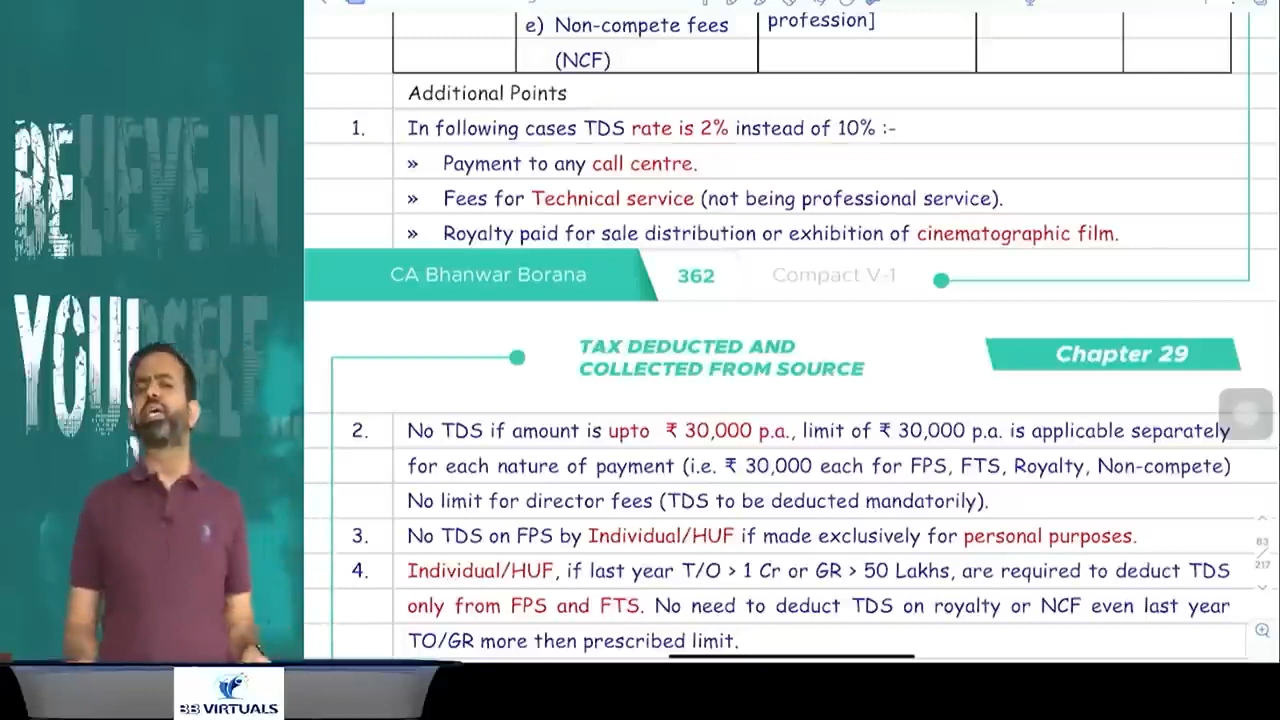 BELIEVE IN
YOURSELF
e) Non-compete fees
(NCF)
profession]
Additional Points
1. In following cases TDS rate is 2% instead of 10% :-
» Payment to any call centre.
» Fees for Technical service (not being professional service).
» Royalty paid for sale distribution or exhibition of cinematographic film.
CA Bhanwar Borana 362 Compact V-1
TAX DEDUCTED AND
COLLECTED FROM SOURCE
Chapter 29
2. No TDS if amount is upto ₹ 30,000 p.a., limit of ₹ 30,000 p.a. is applicable separately
for each nature of payment (i.e. ₹ 30,000 each for FPS, FTS, Royalty, Non-compete)
No limit for director fees (TDS to be deducted mandatorily).
3. No TDS on FPS by Individual/HUF if made exclusively for personal purposes.
4. Individual/HUF, if last year T/O > 1 Cr or GR > 50 Lakhs, are required to deduct TDS
only from FPS and FTS. No need to deduct TDS on royalty or NCF even last year
TO/GR more then prescribed limit.
83
217
BB VIRTUALS